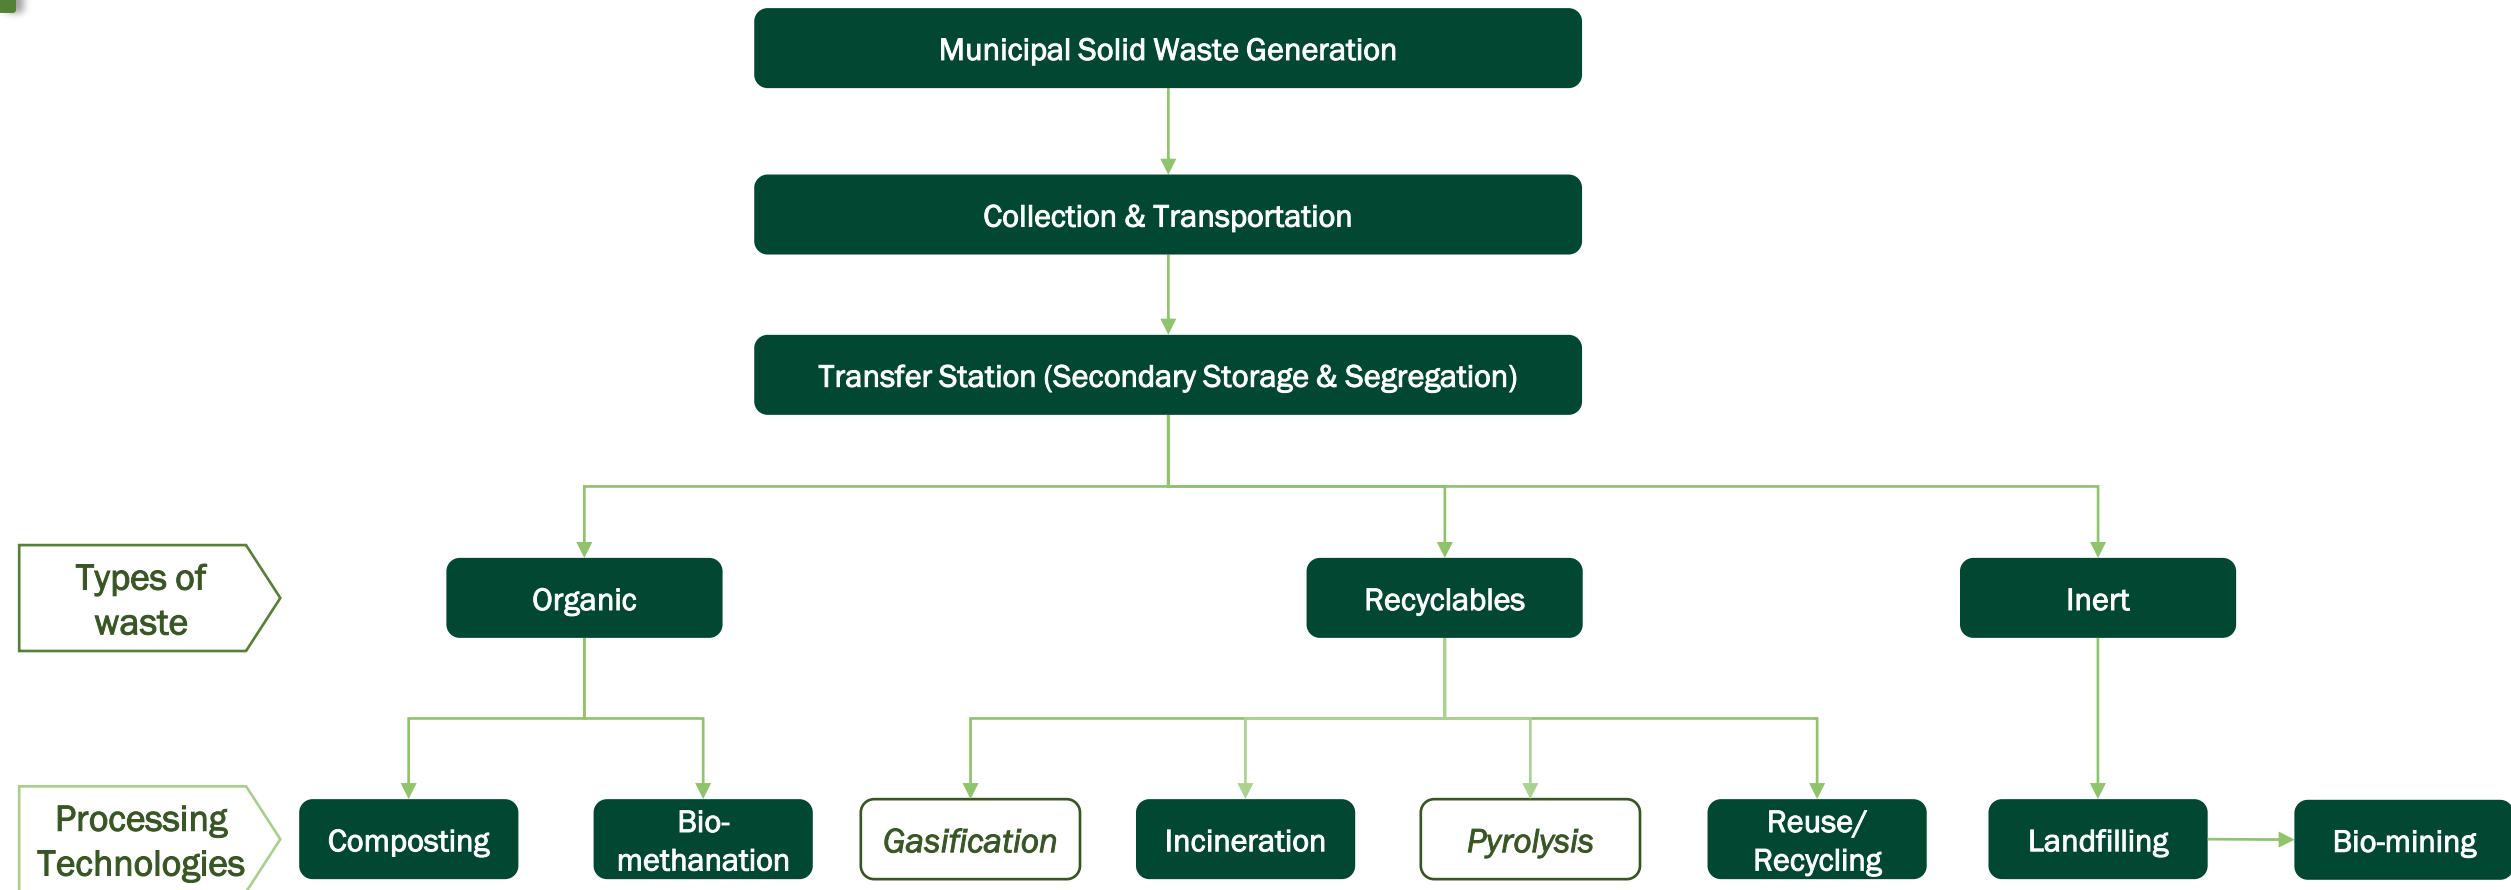 Municipal Solid Waste Generation
Collection & Transportation
Transfer Station (Secondary Storage & Segregation)
Types of
waste
Organic
Recyclables
Inert
Processing
Technologies
Composting
Bio-
methanation
Gasification
Incineration
Pyrolysis
Reuse/
Recycling
Landfilling
Bio-mining